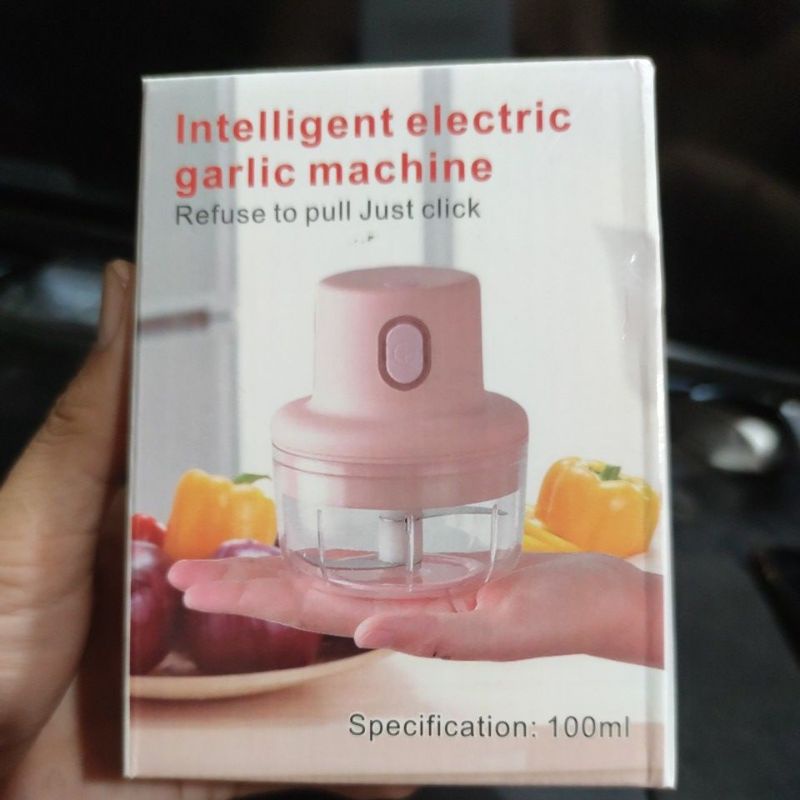 Intelligent electric
garlic machine
Refuse to pull Just click
Specification: 100ml